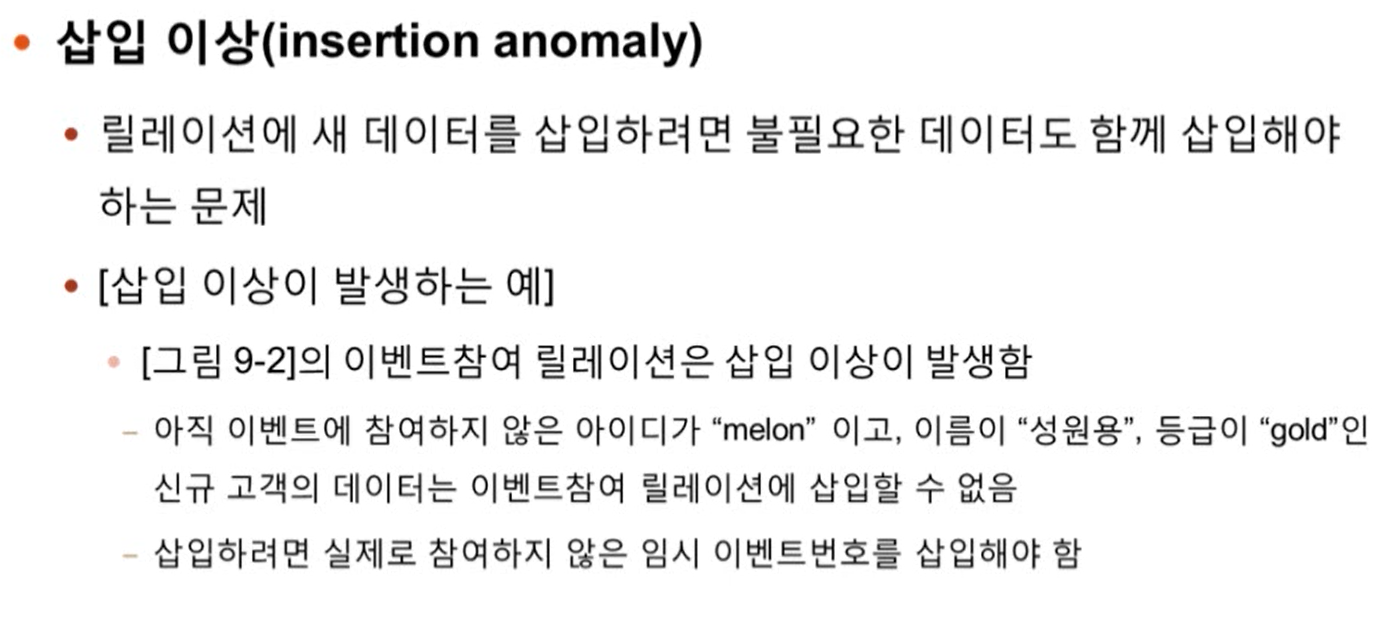 • 삽입 이상(insertion anomaly)
• 릴레이션에 새 데이터를 삽입하려면 불필요한 데이터도 함께 삽입해야
하는 문제
• [삽입 이상이 발생하는 예]
• [그림 9-2]의 이벤트참여 릴레이션은 삽입 이상이 발생함
– 아직 이벤트에 참여하지 않은 아이디가 “melon” 이고, 이름이 “성원용”, 등급이 “gold”인
신규 고객의 데이터는 이벤트참여 릴레이션에 삽입할 수 없음
– 삽입하려면 실제로 참여하지 않은 임시 이벤트번호를 삽입해야 함